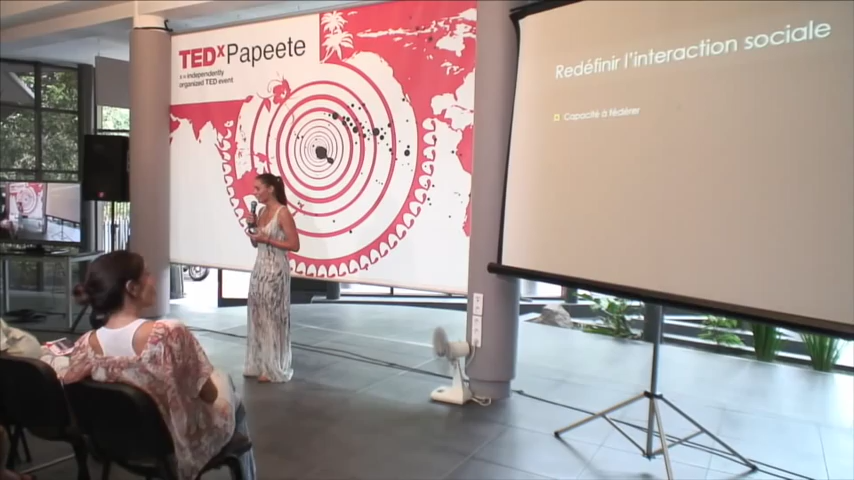 TEDxPapeete
x = independently
organized TED event
Redéfinir l'interaction sociale
Capacité à fédérer